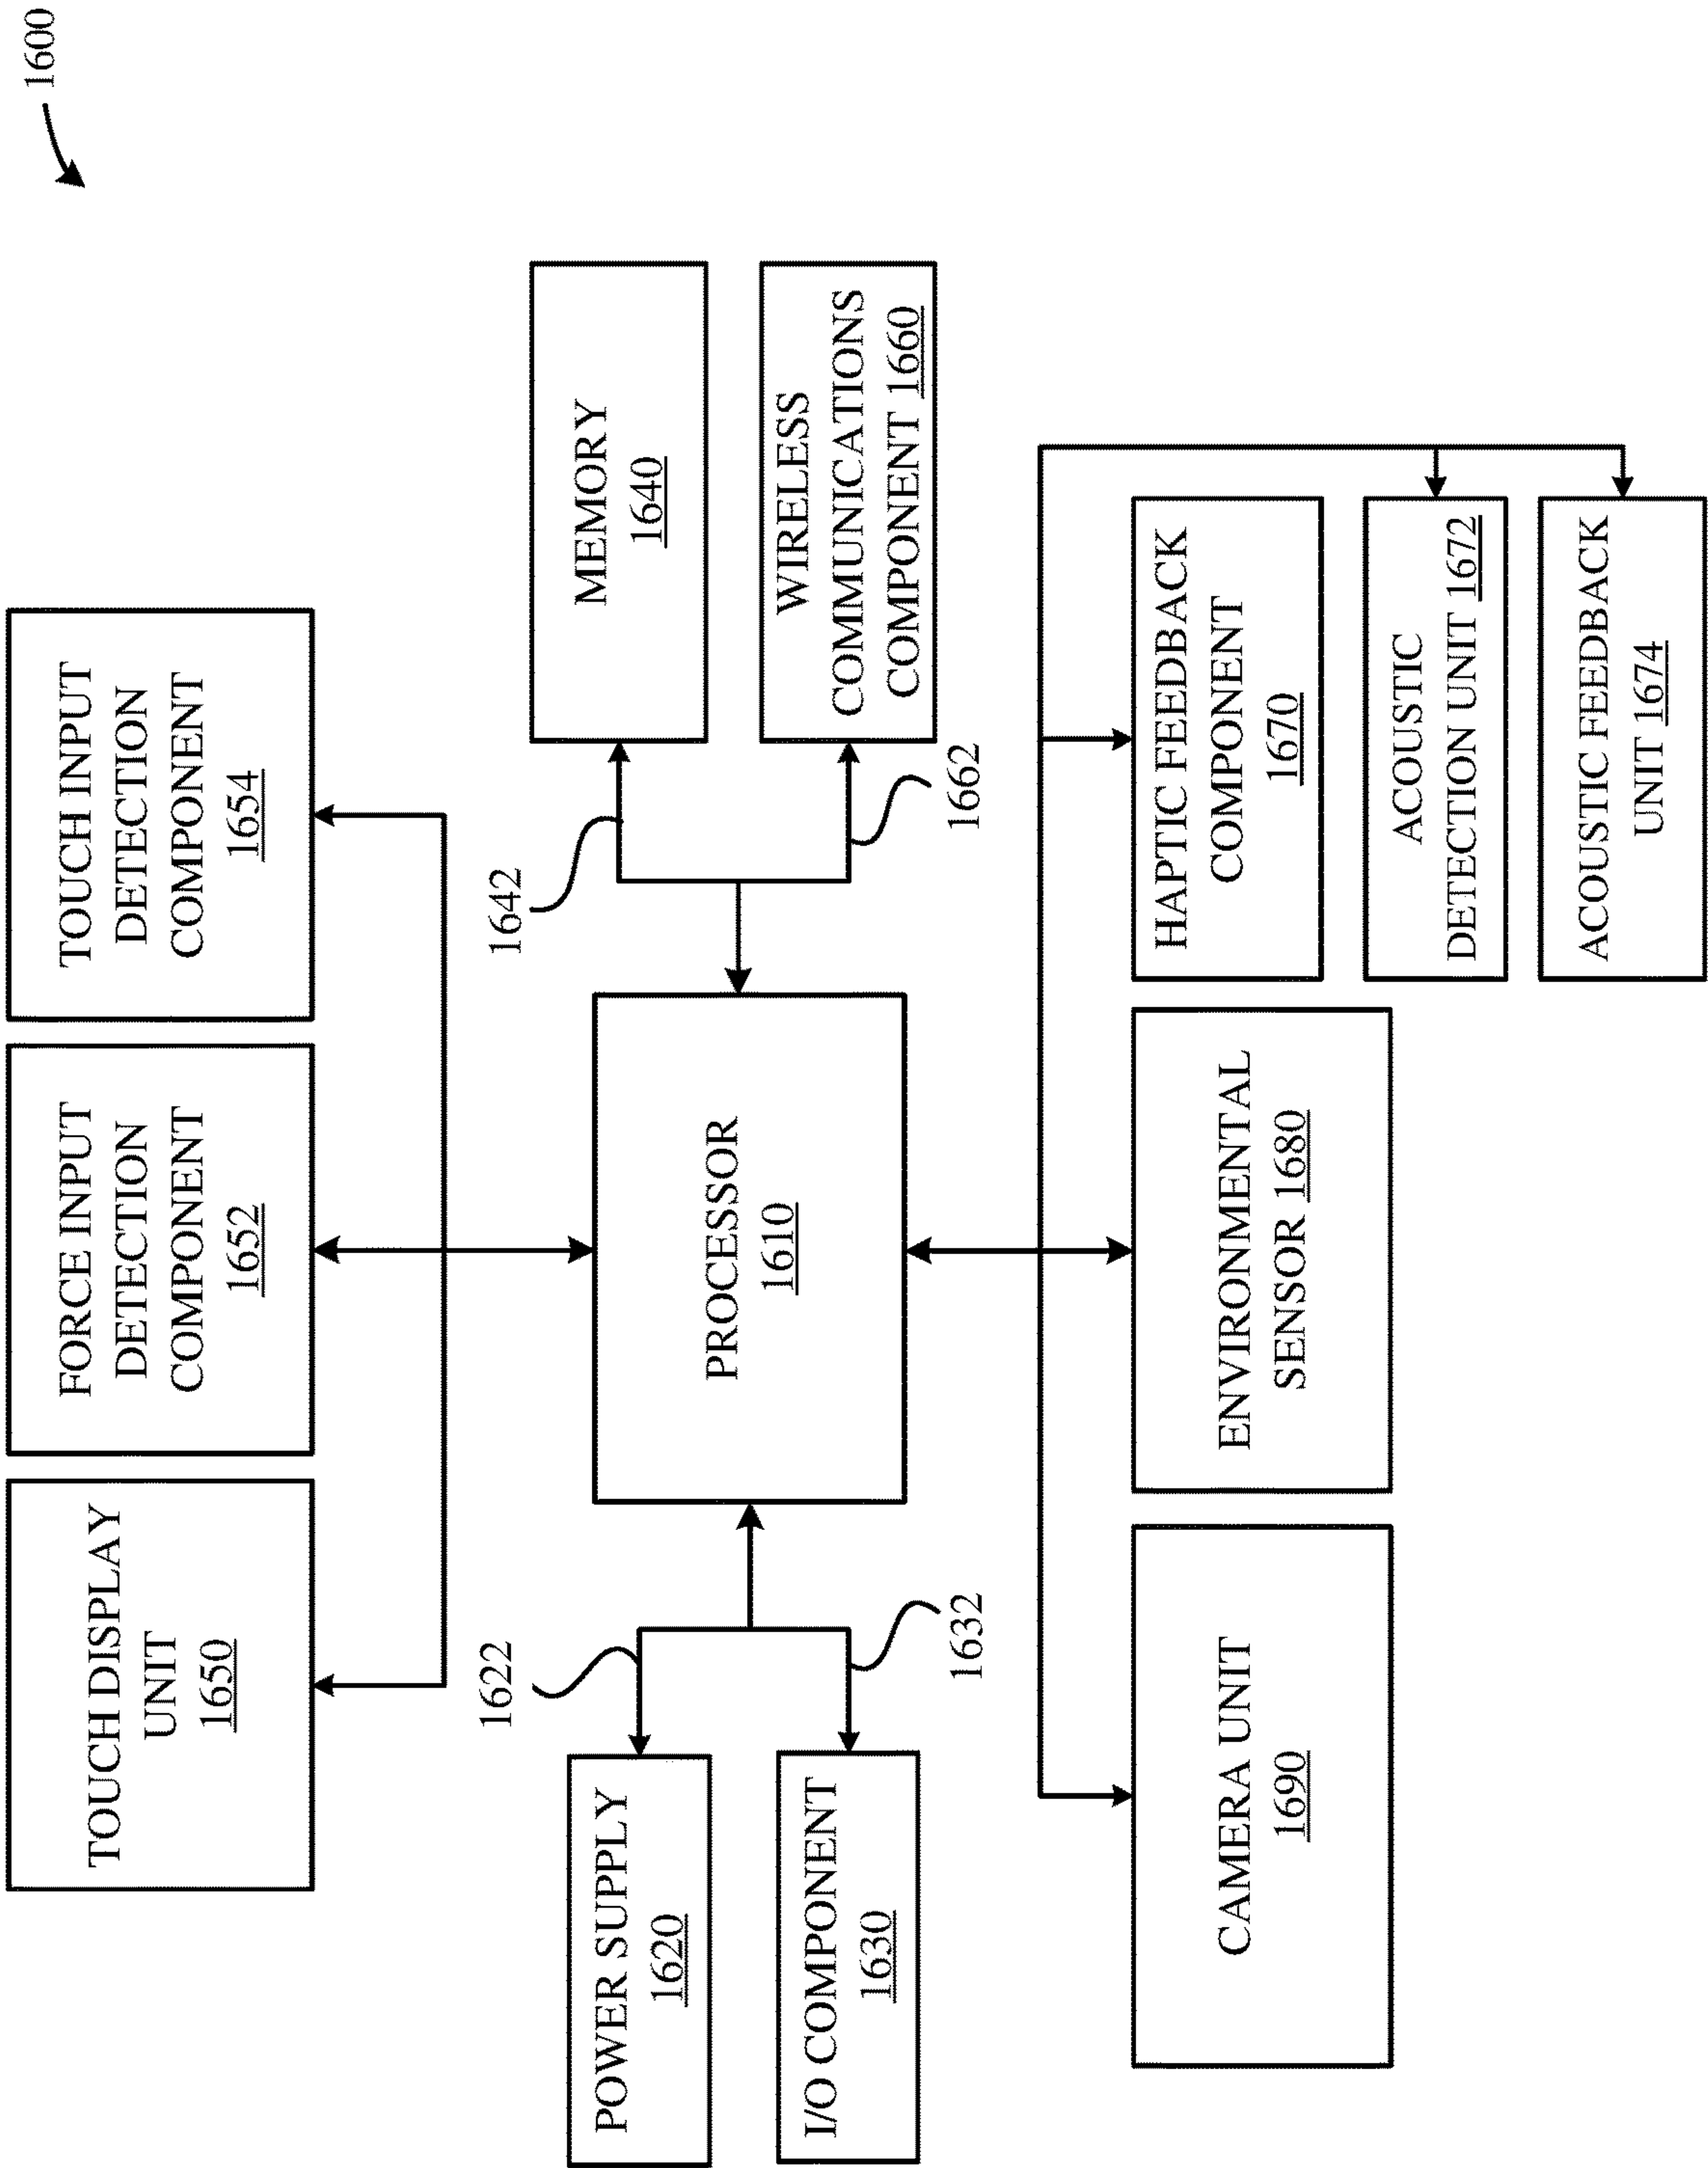 1600
TOUCH DISPLAY
UNIT
1650
FORCE INPUT
DETECTION
COMPONENT
1652
TOUCH INPUT
DETECTION
COMPONENT
1654
POWER SUPPLY
1620
1622
I/O COMPONENT
1630
1632
PROCESSOR
1610
1642
MEMORY
1640
1662
WIRELESS
COMMUNICATIONS
COMPONENT 1660
CAMERA UNIT
1690
ENVIRONMENTAL
SENSOR 1680
HAPTIC FEEDBACK
COMPONENT
1670
ACOUSTIC
DETECTION UNIT 1672
ACOUSTIC FEEDBACK
UNIT 1674